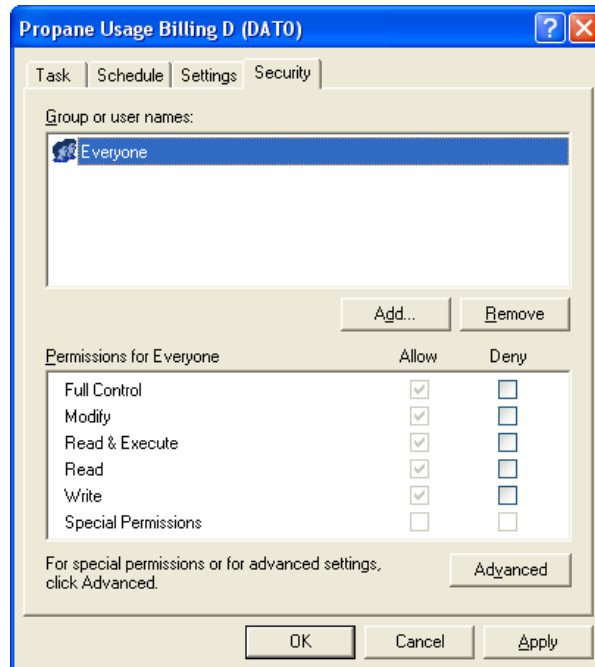 Propane Usage Billing D (DAT0)
Task Schedule Settings Security
Group or user names:
Everyone
Add... Remove
Permissions for Everyone Allow Deny
Full Control
Modify
Read & Execute
Read
Write
Special Permissions
For special permissions or for advanced settings,
click Advanced.
Advanced
OK Cancel Apply